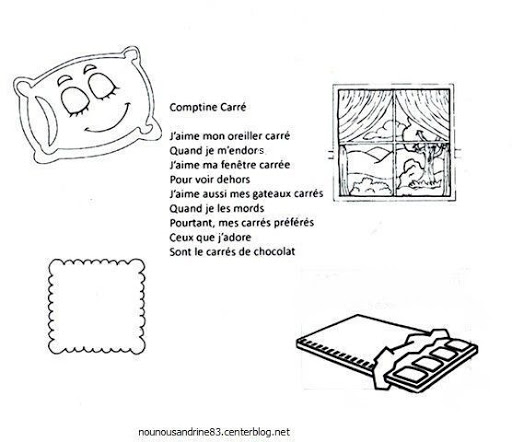 Comptine Carré
J'aime mon oreiller carré
Quand je m'endors
J'aime ma fenêtre carrée
Pour voir dehors
J'aime aussi mes gateaux carrés
Quand je les mords
Pourtant, mes carrés préférés
Ceux que j'adore
Sont le carrés de chocolat
nounousandrine83.centerblog.net